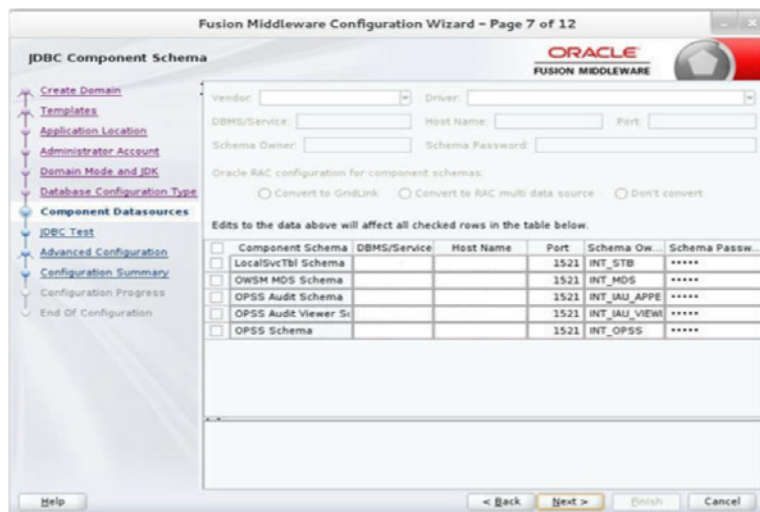 Fusion Middleware Configuration Wizard – Page 7 of 12
JDBC Component Schema
ORACLE
FUSION MIDDLEWARE
Create Domain
Templates
Application Location
Administrator Account
Domain Mode and JDK
Database Configuration Type
Component Datasources
JDBC Test
Advanced Configuration
Configuration Summary
Configuration Progress
End Of Configuration
Vendor: Driver:
DBMS/Service: Host Name: Port:
Schema Owner: Schema Password:
Oracle RAC configuration for component schemas:
Convert to GridLink Convert to RAC multi data source Don't convert
Edits to the data above will affect all checked rows in the table below.
Component Schema DBMS/Service Host Name Port Schema Ow... Schema Passw...
LocalSvcTbl Schema 1521 INT_STB •••••
OWSM MDS Schema 1521 INT_MDS •••••
OPSS Audit Schema 1521 INT_IAU_APPE •••••
OPSS Audit Viewer Sc 1521 INT_IAU_VIEWI •••••
OPSS Schema 1521 INT_OPSS •••••
Help < Back Next > Finish Cancel